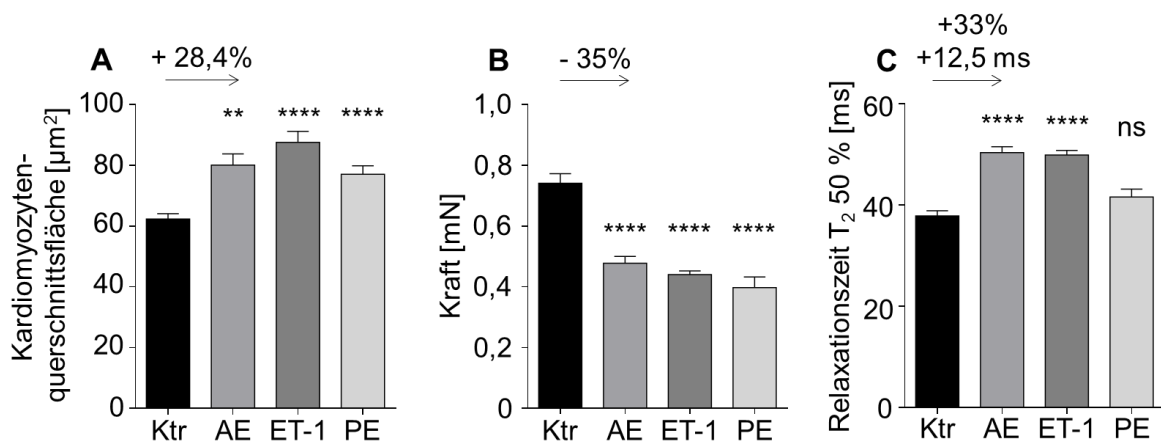 A
+ 28,4%
Kardiomyozyten-
querschnittsfläche [µm²]
100
80
60
40
20
0
**
****
****
Ktr AE ET-1 PE
B
- 35%
Kraft [mN]
1,0
0,8
0,6
0,4
0,2
0,0
****
****
****
Ktr AE ET-1 PE
C
+33%
+12,5 ms
Relaxationszeit T₂ 50 % [ms]
60
40
20
0
****
****
ns
Ktr AE ET-1 PE